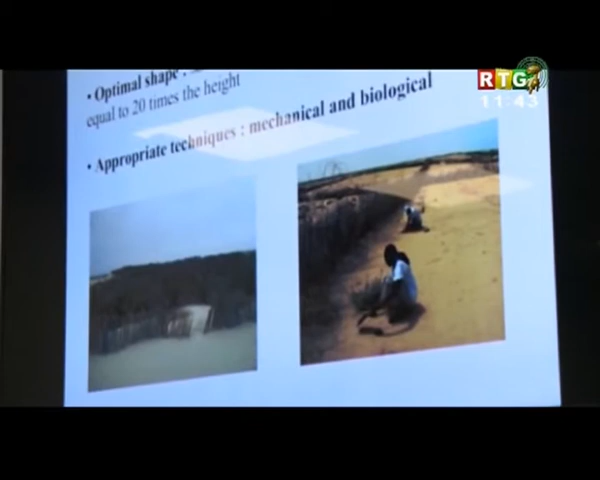 • Optimal shape :
equal to 20 times the height
• Appropriate techniques : mechanical and biological
RTG
11:43